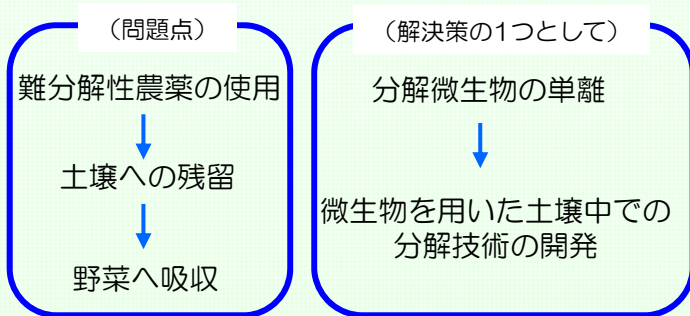 （問題点）
難分解性農薬の使用
土壌への残留
野菜へ吸収
（解決策の1つとして）
分解微生物の単離
微生物を用いた土壌中での
分解技術の開発